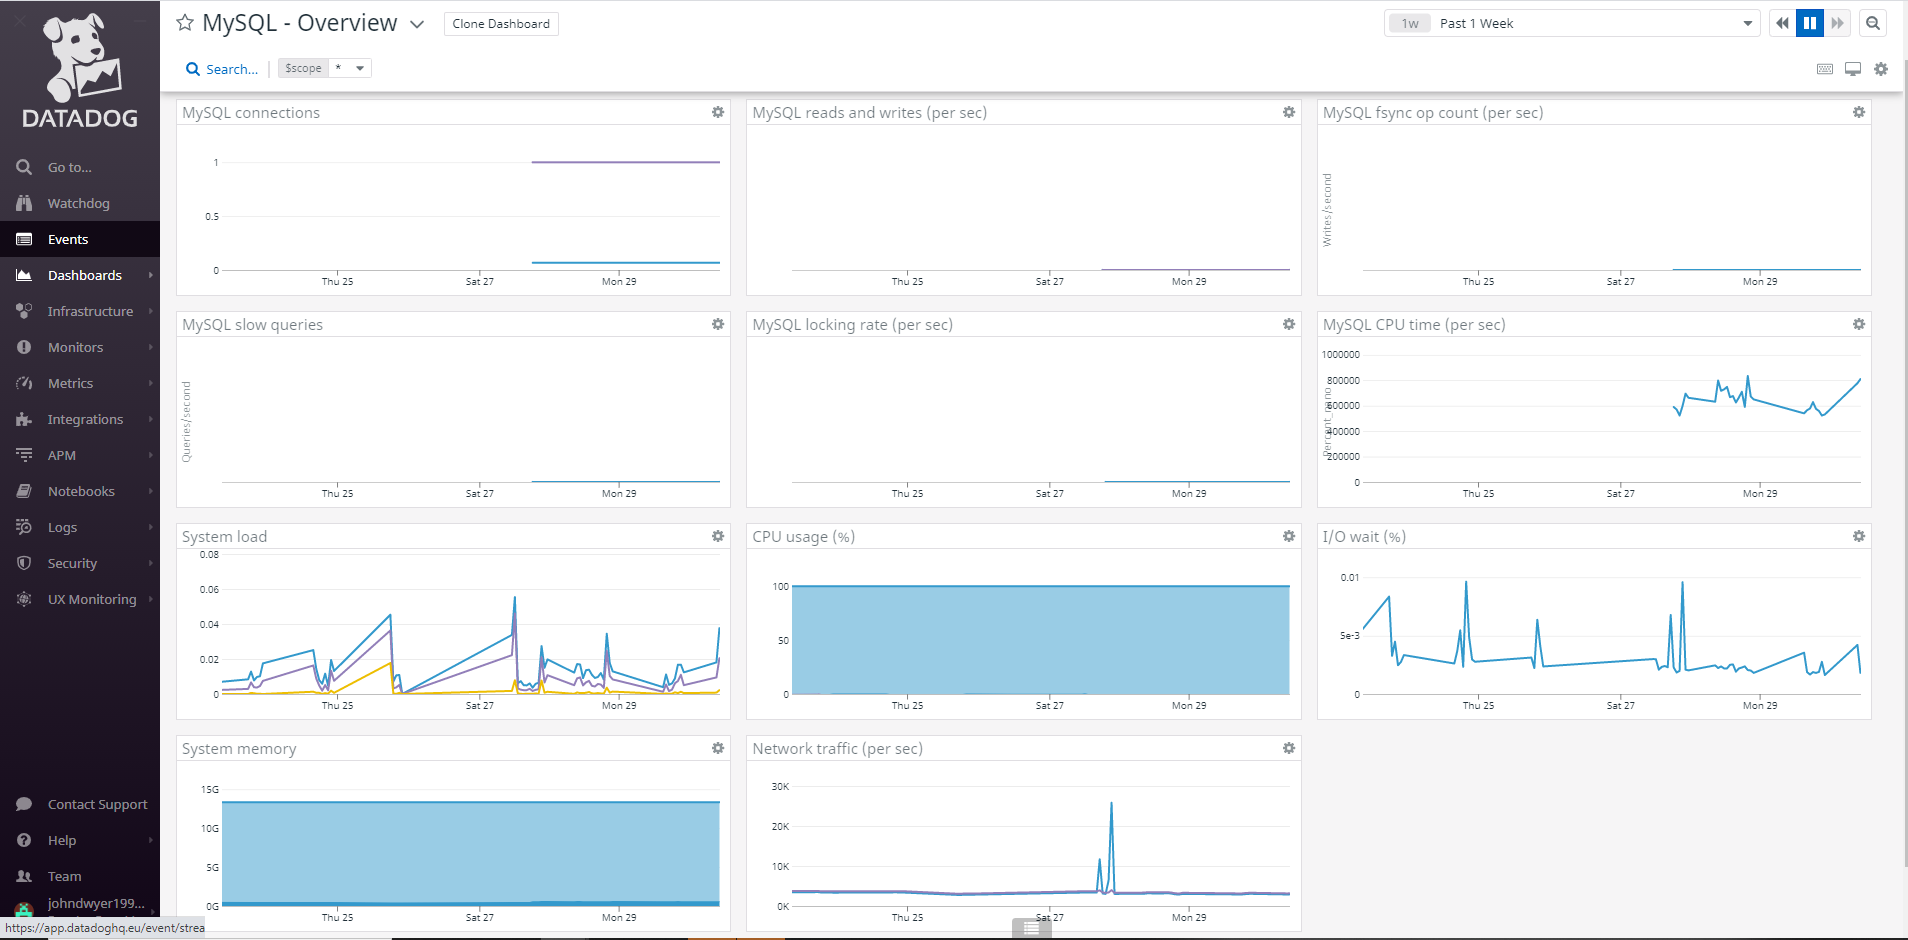 DATADOG
Go to...
Watchdog
Events
Dashboards
Infrastructure
Monitors
Metrics
Integrations
APM
Notebooks
Logs
Security
UX Monitoring
Contact Support
Help
Team
johndwyer199...
https://app.datadoghq.eu/event/strea
MySQL - Overview
Clone Dashboard
1w Past 1 Week
Search...
$scope *
MySQL connections
1
0.5
0
Thu 25 Sat 27 Mon 29
MySQL reads and writes (per sec)
Thu 25 Sat 27 Mon 29
MySQL fsync op count (per sec)
Writes/second
Thu 25 Sat 27 Mon 29
MySQL slow queries
Queries/second
Thu 25 Sat 27 Mon 29
MySQL locking rate (per sec)
Thu 25 Sat 27 Mon 29
MySQL CPU time (per sec)
1000000
800000
600000
400000
200000
0
Thu 25 Sat 27 Mon 29
System load
0.08
0.06
0.04
0.02
0
Thu 25 Sat 27 Mon 29
CPU usage (%)
100
50
0
Thu 25 Sat 27 Mon 29
I/O wait (%)
0.01
5e-3
0
Thu 25 Sat 27 Mon 29
System memory
15G
10G
5G
0G
Thu 25 Sat 27 Mon 29
Network traffic (per sec)
30K
20K
10K
0K
Thu 25 Sat 27 Mon 29